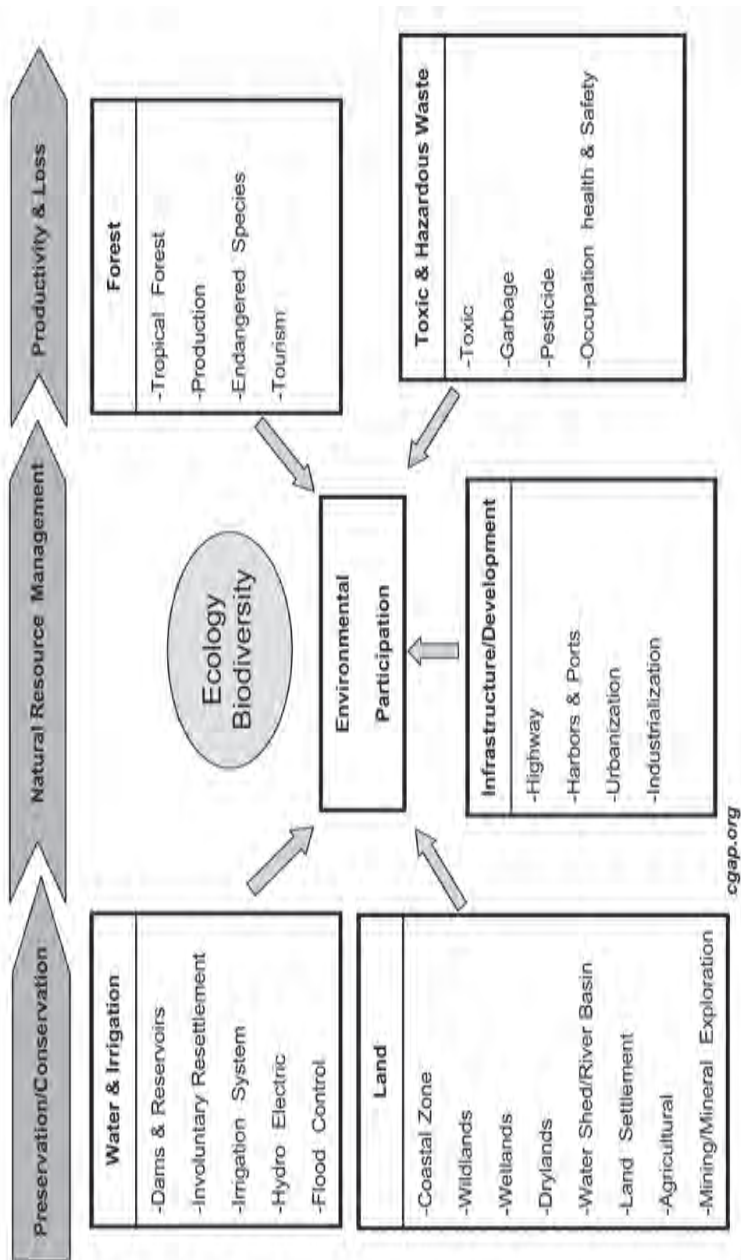 Preservation/Conservation
Natural Resource Management
Productivity & Loss
Water & Irrigation
-Dams & Reservoirs
-Involuntary Resettlement
-Irrigation System
-Hydro Electric
-Flood Control
Ecology
Biodiversity
Forest
-Tropical Forest
-Production
-Endangered Species
-Tourism
Environmental
Participation
Land
-Coastal Zone
-Wildlands
-Wetlands
-Drylands
-Water Shed/River Basin
-Land Settlement
-Agricultural
-Mining/Mineral Exploration
Infrastructure/Development
-Highway
-Harbors & Ports
-Urbanization
-Industrialization
Toxic & Hazardous Waste
-Toxic
-Garbage
-Pesticide
-Occupation health & Safety
cgap.org